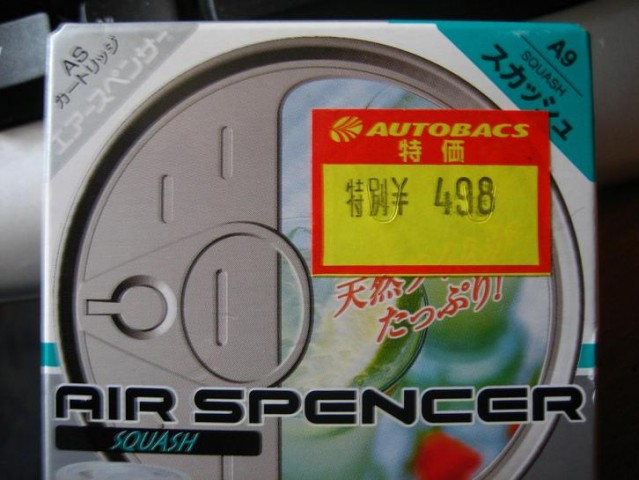 AS
カートリッジ
エアースペンサー
A9
SQUASH
スカッシュ
AUTOBACS
特価
特別¥ 498
天然
たっぷり!
AIR SPENCER
SQUASH